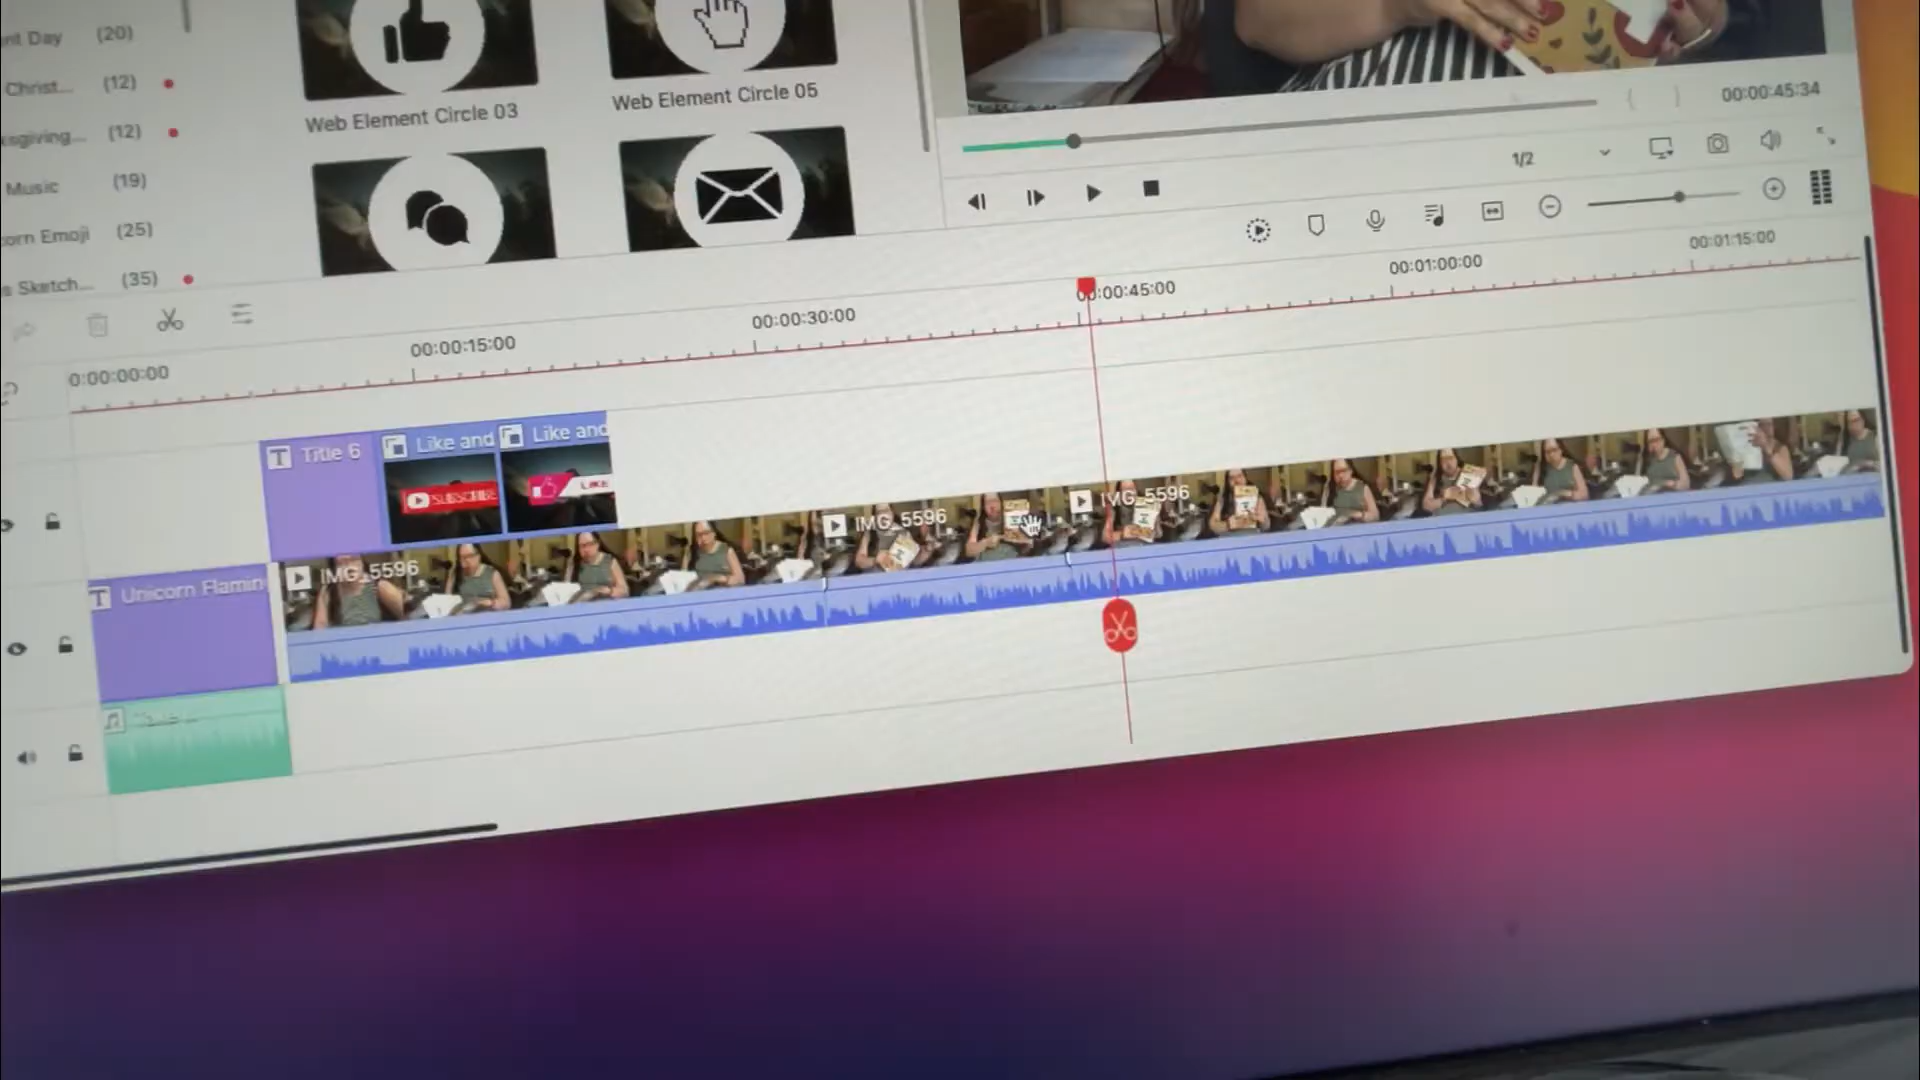 nt Day (20)
Christ... (12)
ksgiving... (12)
Music (19)
corn Emoji (25)
s Sketch... (35)
Web Element Circle 03
Web Element Circle 05
00:00:45:34
1/2
0:00:00:00
00:00:15:00
00:00:30:00
00:00:45:00
00:01:00:00
00:01:15:00
Title 6
Like and
Like and
SUBSCRIBE
LIKE
Unicorn Flamin
IMG_5596
IMG_5596
IMG_5596